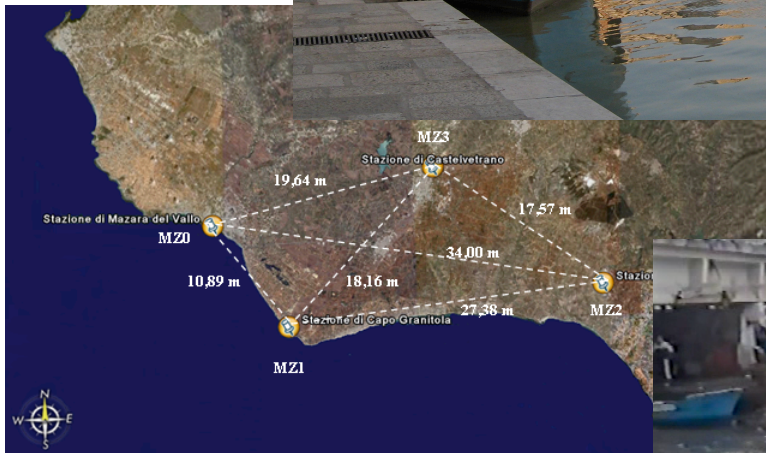 MZ3
Stazione di Castelvetrano
19,64 m
17,57 m
Stazione di Mazara del Vallo
MZ0
34,00 m
10,89 m
18,16 m
Stazio
27,38 m
MZ2
Stazione di Capo Granitola
MZ1
N
W E
S